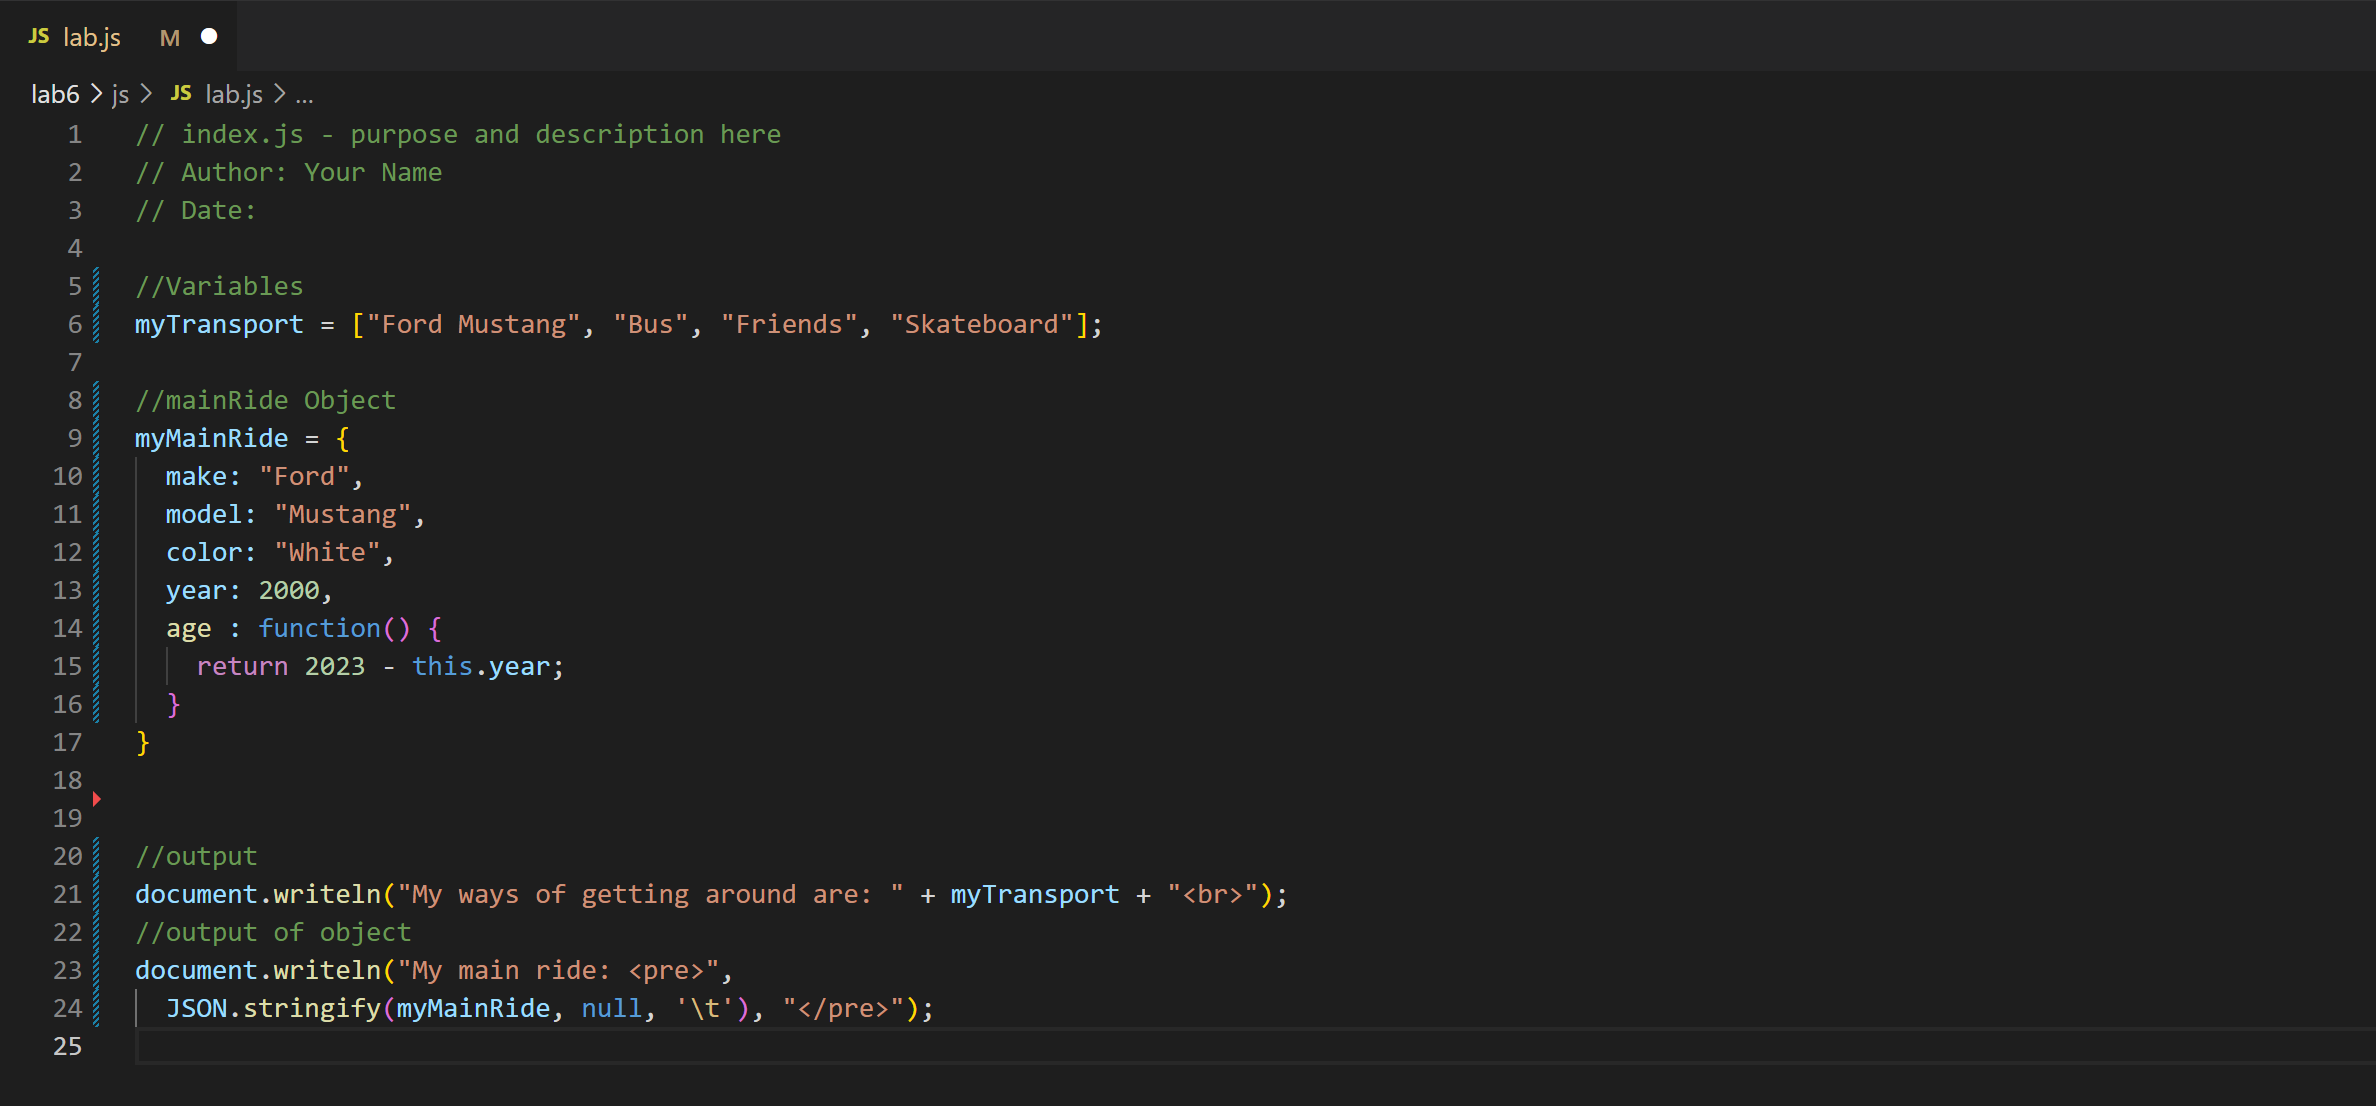 JS lab.js M
lab6 > js > JS lab.js > ...
1 // index.js - purpose and description here
2 // Author: Your Name
3 // Date:
4
5 //Variables
6 myTransport = ["Ford Mustang", "Bus", "Friends", "Skateboard"];
7
8 //mainRide Object
9 myMainRide = {
10   make: "Ford",
11   model: "Mustang",
12   color: "White",
13   year: 2000,
14   age : function() {
15     return 2023 - this.year;
16   }
17 }
18
19
20 //output
21 document.writeln("My ways of getting around are: " + myTransport + "<br>");
22 //output of object
23 document.writeln("My main ride: <pre>",
24   JSON.stringify(myMainRide, null, '\t'), "</pre>");
25